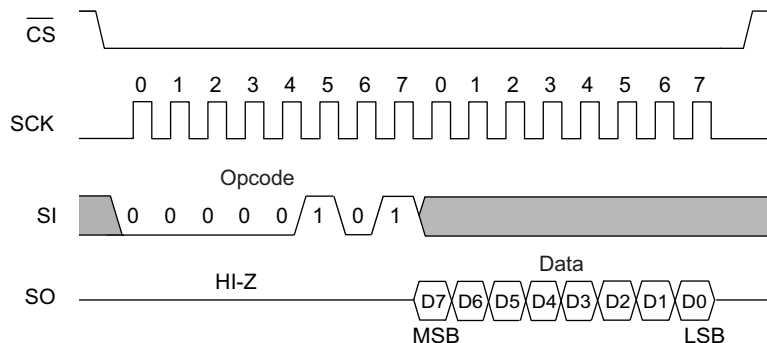 CS
0 1 2 3 4 5 6 7 0 1 2 3 4 5 6 7
SCK
Opcode
SI 0 0 0 0 0 1 0 1
HI-Z Data
SO D7 D6 D5 D4 D3 D2 D1 D0
MSB LSB